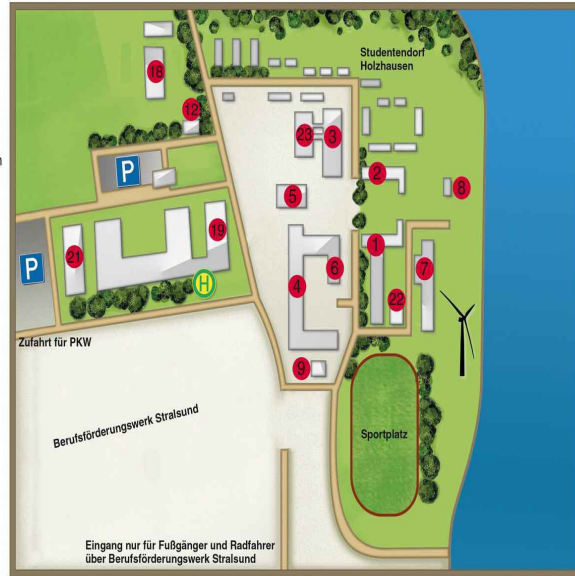 Studentendorf
Holzhausen
18
12
23
3
P
2
8
5
19
1
21
P
H
4
6
7
22
Zufahrt für PKW
9
Berufsförderungswerk Stralsund
Sportplatz
Eingang nur für Fußgänger und Radfahrer
über Berufsförderungswerk Stralsund